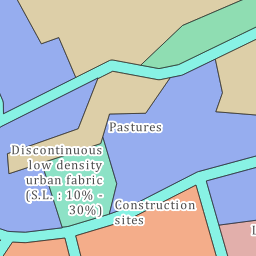 Pastures
Discontinuous
low density
urban fabric
(S.L. : 10% -
30%)
Construction
sites